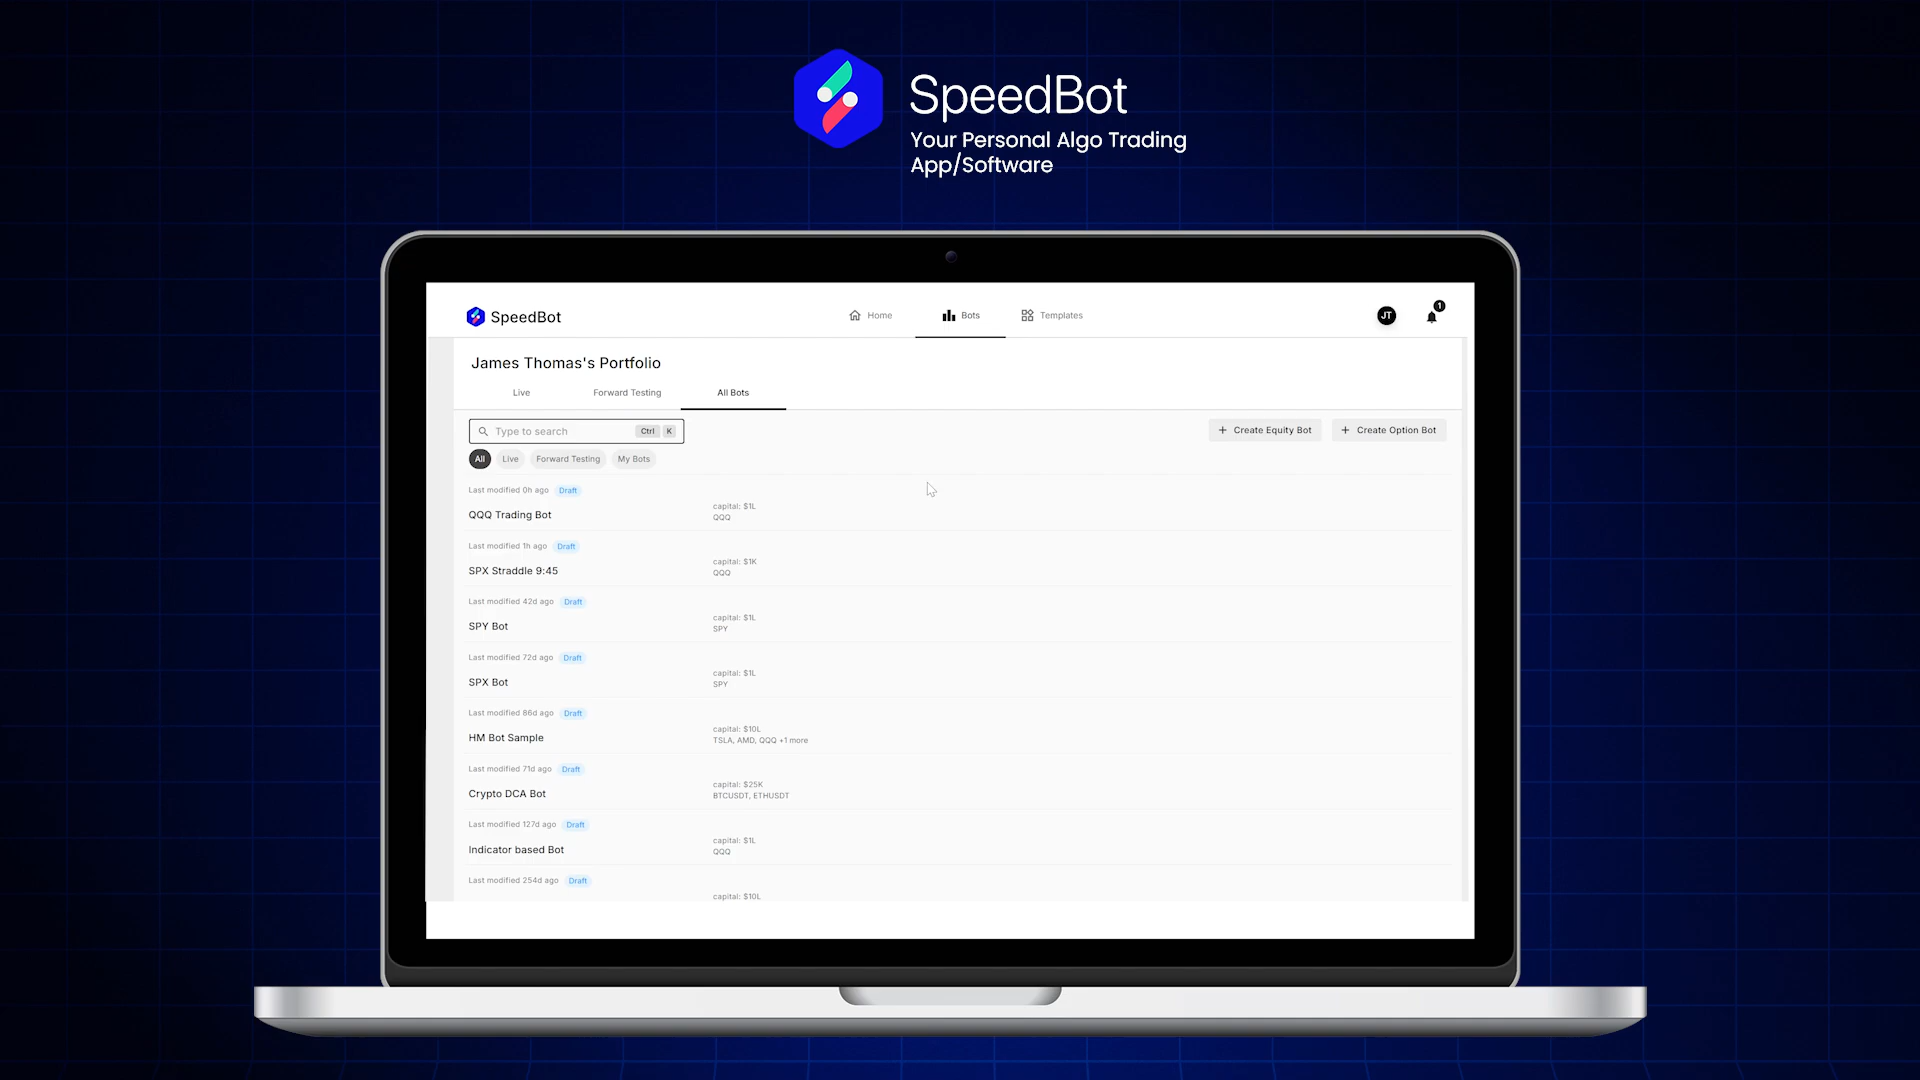 SpeedBot
Your Personal Algo Trading
App/Software
SpeedBot
Home
Bots
Templates
JT
1
James Thomas's Portfolio
Live
Forward Testing
All Bots
Type to search
Ctrl
K
+ Create Equity Bot
+ Create Option Bot
All
Live
Forward Testing
My Bots
Last modified 0h ago Draft
QQQ Trading Bot
capital: $1L
QQQ
Last modified 1h ago Draft
SPX Straddle 9:45
capital: $1K
QQQ
Last modified 42d ago Draft
SPY Bot
capital: $1L
SPY
Last modified 72d ago Draft
SPX Bot
capital: $1L
SPY
Last modified 86d ago Draft
HM Bot Sample
capital: $10L
TSLA, AMD, QQQ +1 more
Last modified 71d ago Draft
Crypto DCA Bot
capital: $25K
BTCUSDT, ETHUSDT
Last modified 127d ago Draft
Indicator based Bot
capital: $1L
QQQ
Last modified 254d ago Draft
capital: $10L